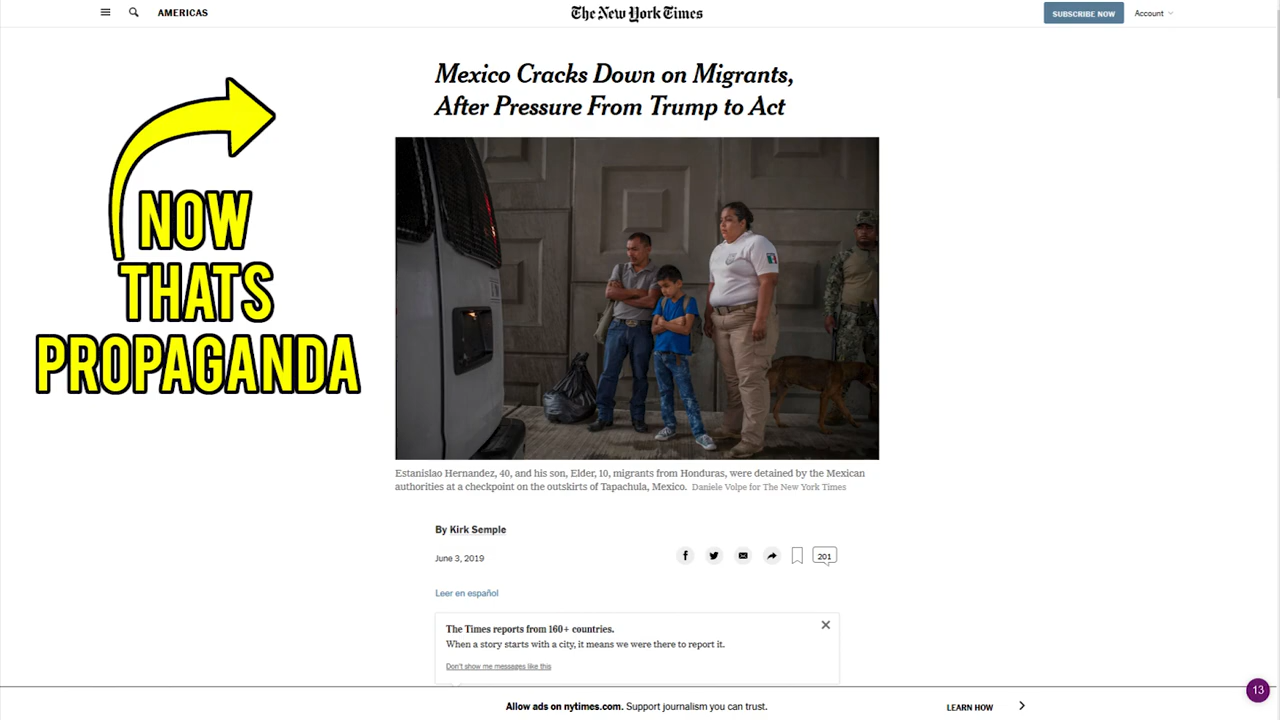 AMERICAS
The New York Times
SUBSCRIBE NOW
Account
Mexico Cracks Down on Migrants,
After Pressure From Trump to Act
NOW
THATS
PROPAGANDA
Estanislao Hernandez, 40, and his son, Elder, 10, migrants from Honduras, were detained by the Mexican
authorities at a checkpoint on the outskirts of Tapachula, Mexico. Daniele Volpe for The New York Times
By Kirk Semple
June 3, 2019
201
Leer en español
The Times reports from 160+ countries.
When a story starts with a city, it means we were there to report it.
Don't show me messages like this
Allow ads on nytimes.com. Support journalism you can trust.
LEARN HOW
13